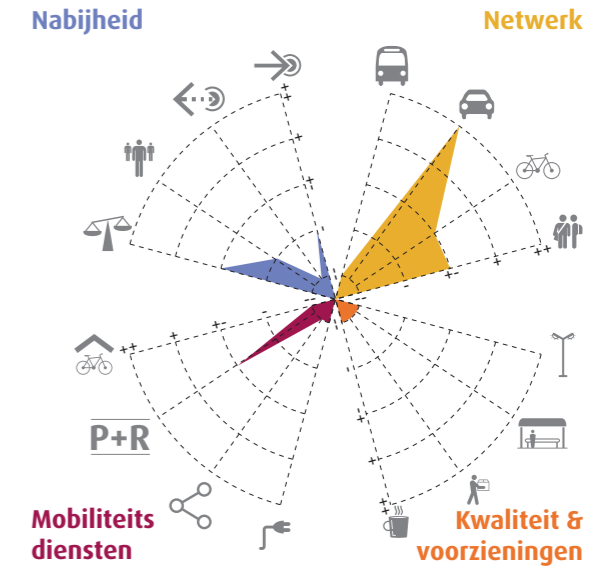 Nabijheid
Netwerk
++
+
+
-
-
+
++
++
+
+
-
-
+
++
P+R
Mobiliteits
diensten
Kwaliteit &
voorzieningen